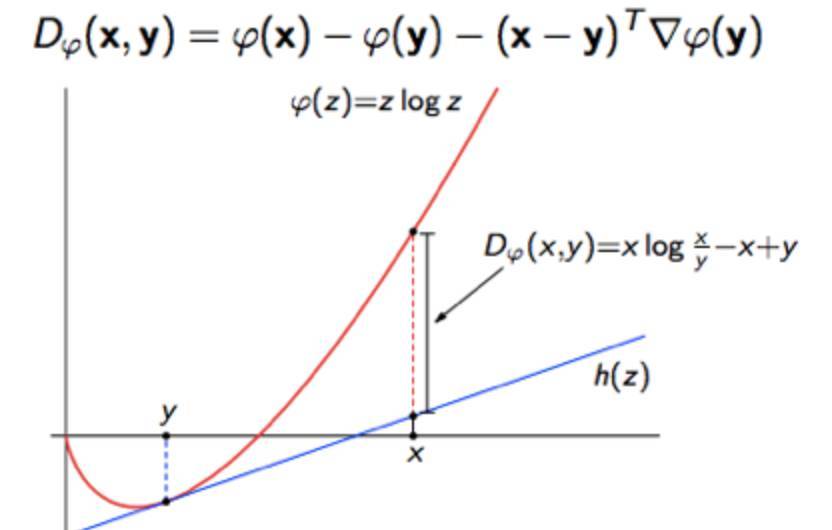 D_φ(𝐱, 𝐲) = φ(𝐱) − φ(𝐲) − (𝐱 − 𝐲)^T ∇φ(𝐲)
φ(z)=z log z
D_φ(x,y)=x log x/y −x+y
h(z)
y
x